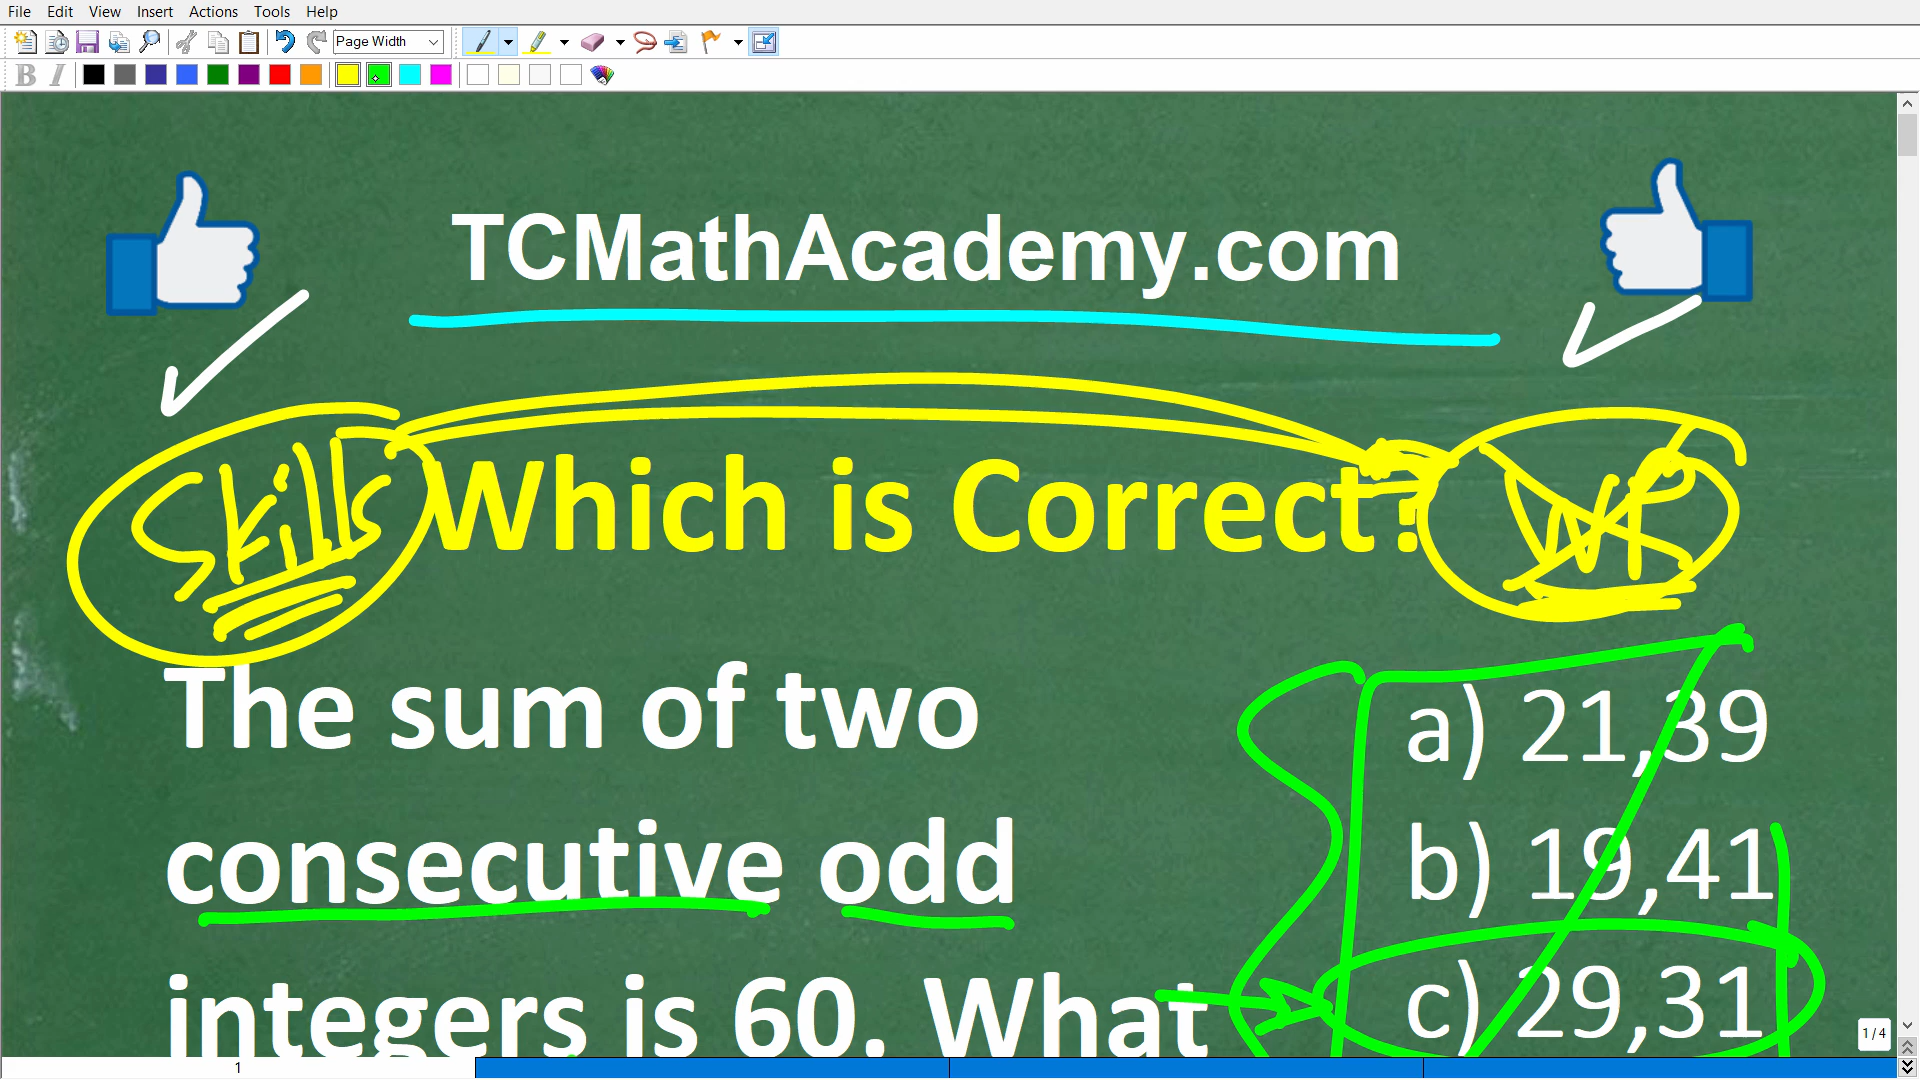 File Edit View Insert Actions Tools Help
Page Width
B I
TCMathAcademy.com
Skills
Which is Correct?
WP
The sum of two
consecutive odd
integers is 60. What
a) 21,39
b) 19,41
c) 29,31
1 / 4
1